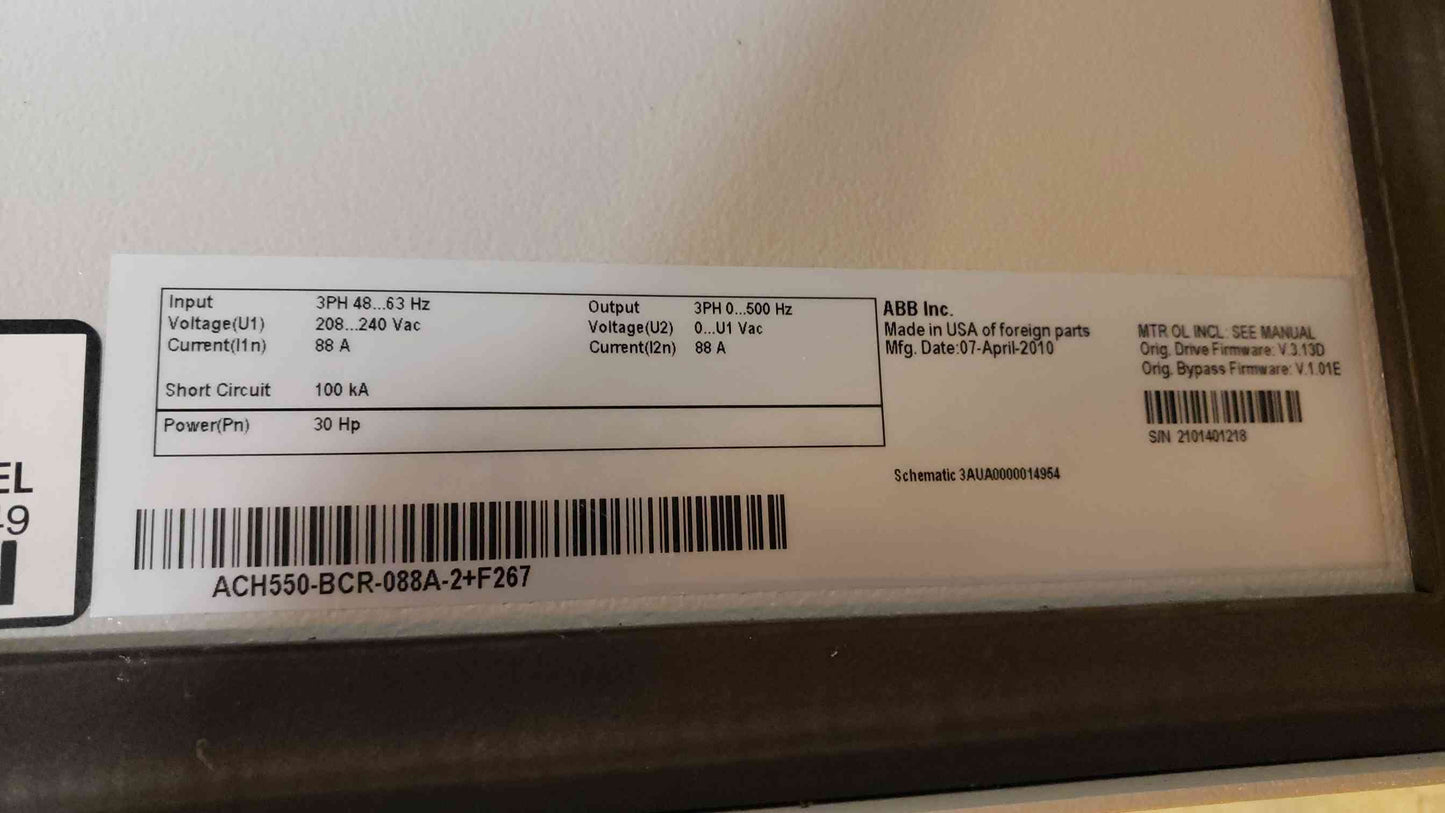 EL
-9
Input 3PH 48...63 Hz
Voltage(U1) 208...240 Vac
Current(I1n) 88 A
Short Circuit 100 kA
Power(Pn) 30 Hp
Output 3PH 0...500 Hz
Voltage(U2) 0...U1 Vac
Current(I2n) 88 A
ABB Inc.
Made in USA of foreign parts
Mfg. Date:07-April-2010
MTR OL INCL: SEE MANUAL
Orig. Drive Firmware: V.3.13D
Orig. Bypass Firmware: V.1.01E
S/N 2101401218
Schematic 3AUA0000014954
ACH550-BCR-088A-2+F267